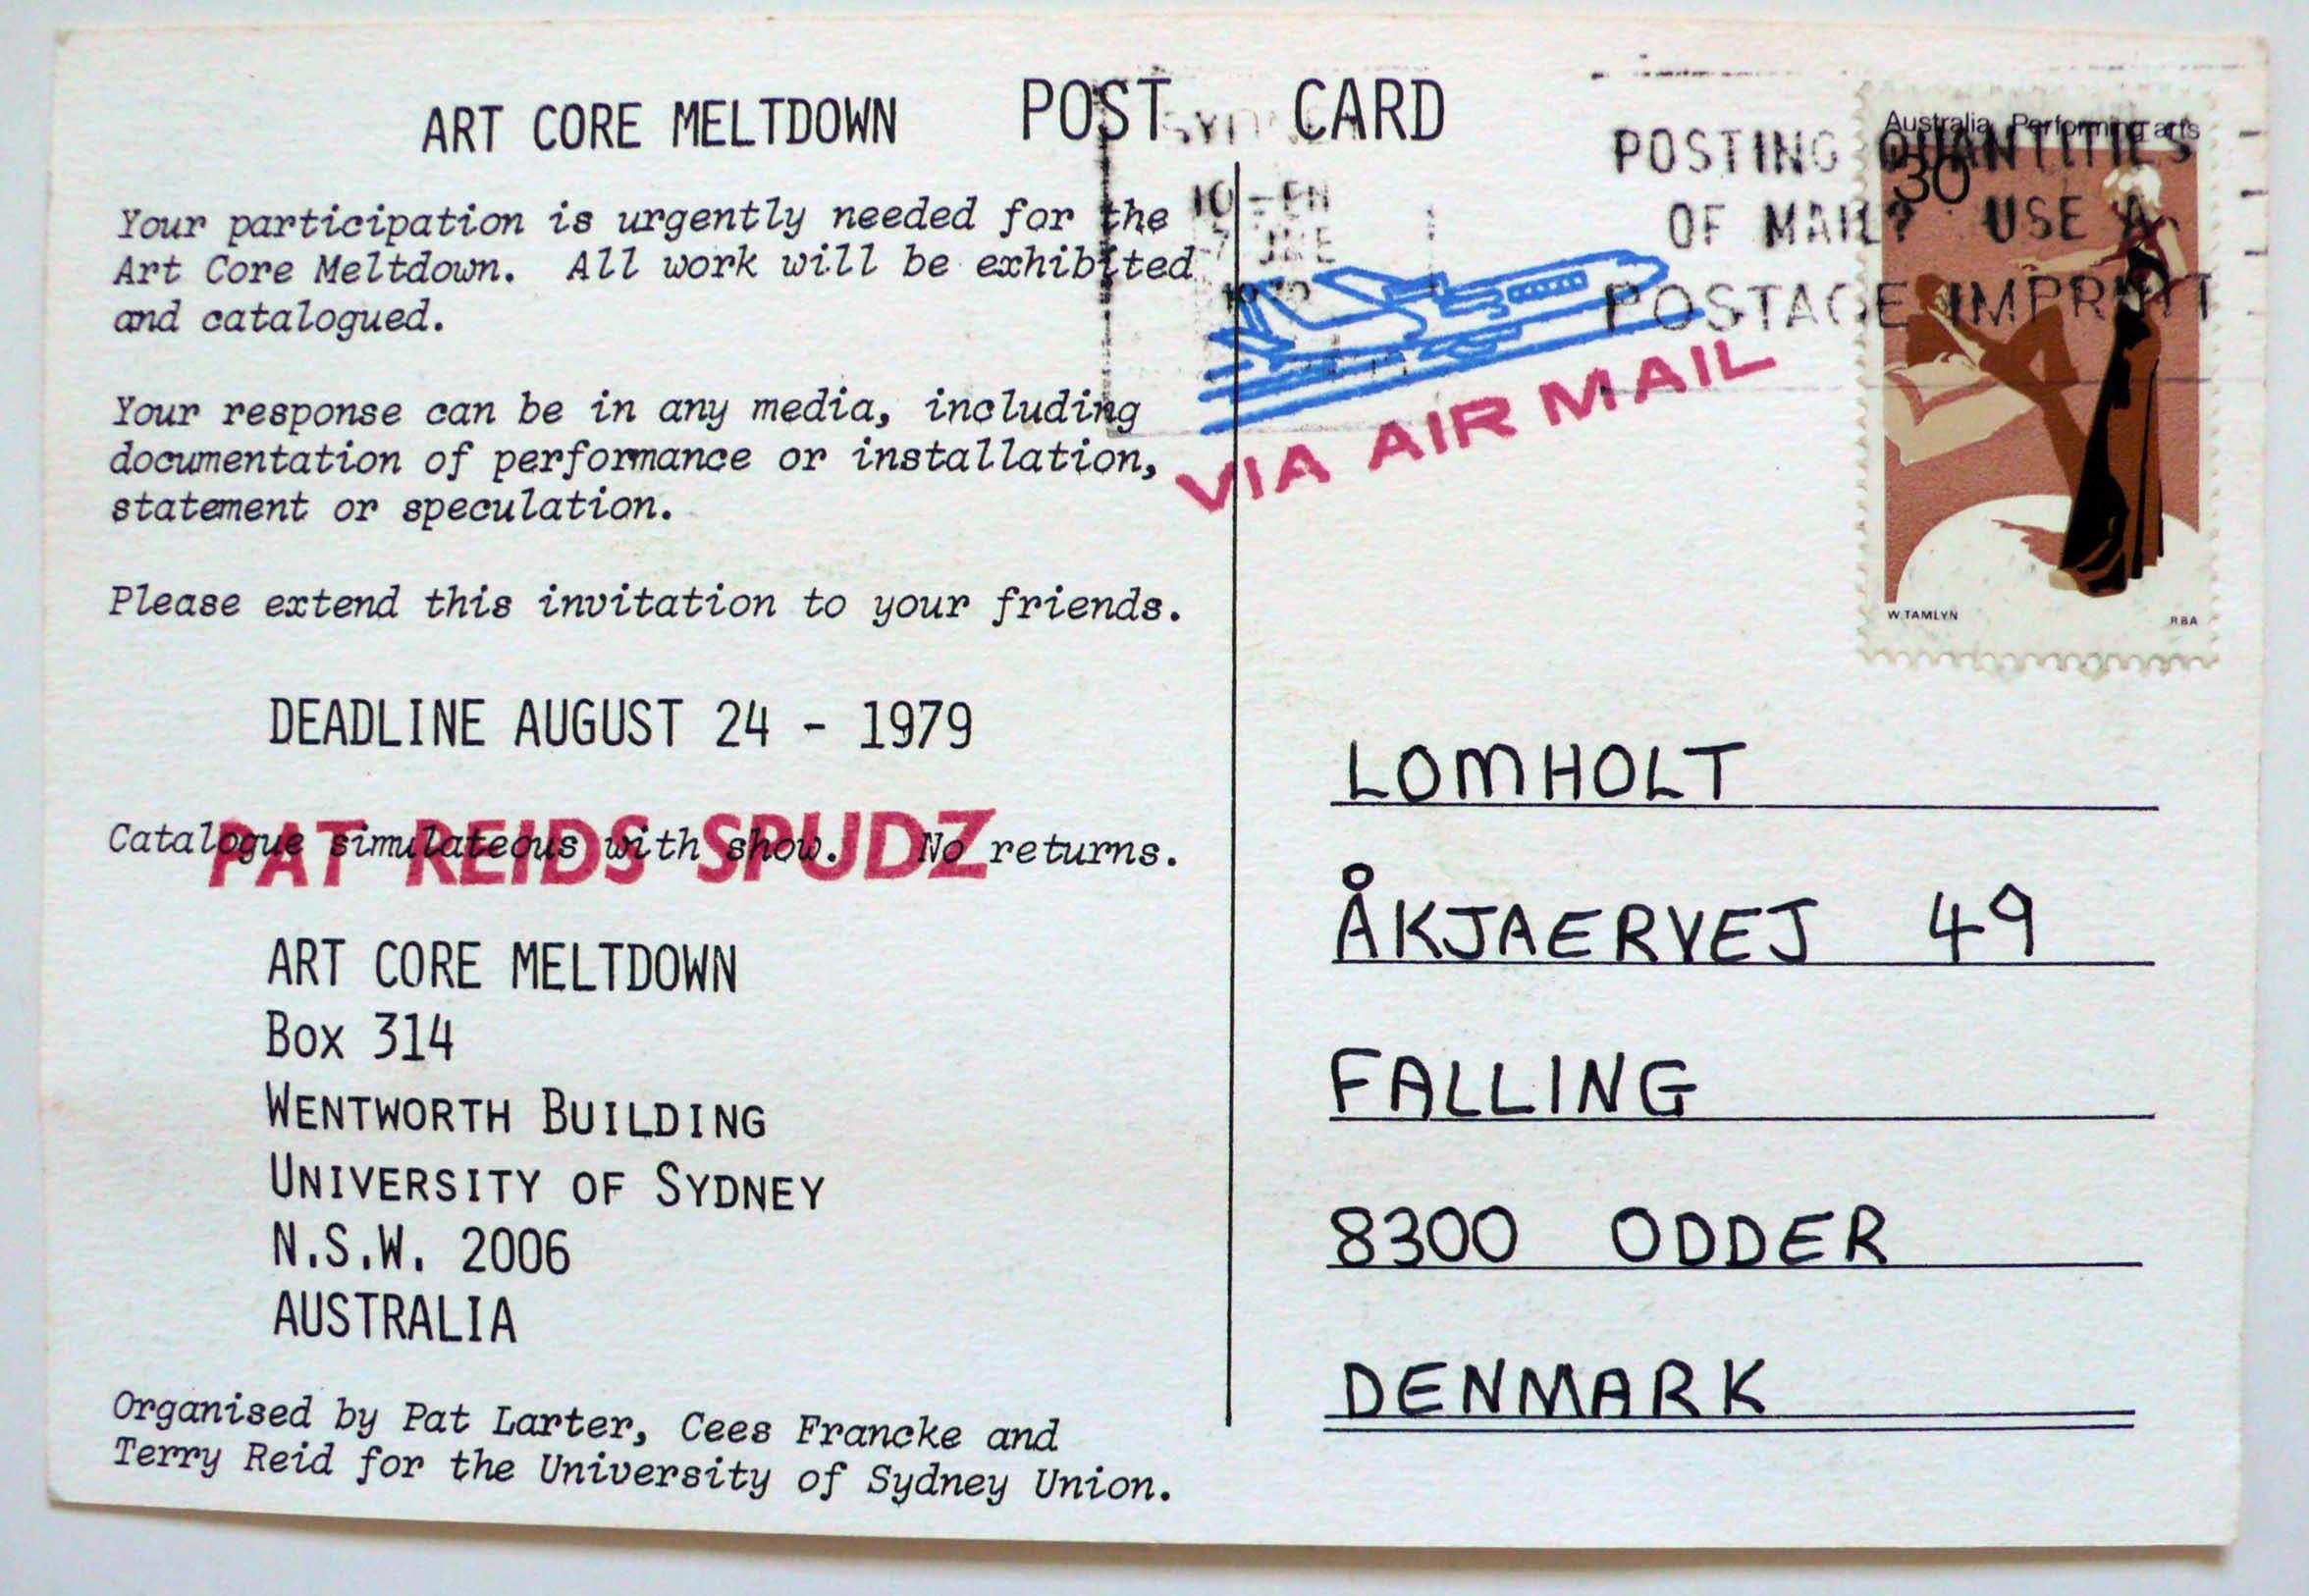 ART CORE MELTDOWN
POST CARD
Your participation is urgently needed for the
Art Core Meltdown. All work will be exhibited
and catalogued.
Your response can be in any media, including
documentation of performance or installation,
statement or speculation.
Please extend this invitation to your friends.
DEADLINE AUGUST 24 - 1979
Catalogue simulateous with show. No returns.
PAT REIDS SPUDZ
ART CORE MELTDOWN
Box 314
WENTWORTH BUILDING
UNIVERSITY OF SYDNEY
N.S.W. 2006
AUSTRALIA
Organised by Pat Larter, Cees Francke and
Terry Reid for the University of Sydney Union.
VIA AIR MAIL
POSTING QUANTITIES
OF MAIL? USE A
POSTAGE IMPRINT
Australia Performing arts
30
W.TAMLYN
RBA
LOMHOLT
ÅKJAERVEJ 49
FALLING
8300 ODDER
DENMARK